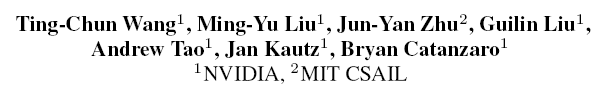 Ting-Chun Wang¹, Ming-Yu Liu¹, Jun-Yan Zhu², Guilin Liu¹,
Andrew Tao¹, Jan Kautz¹, Bryan Catanzaro¹
¹NVIDIA, ²MIT CSAIL